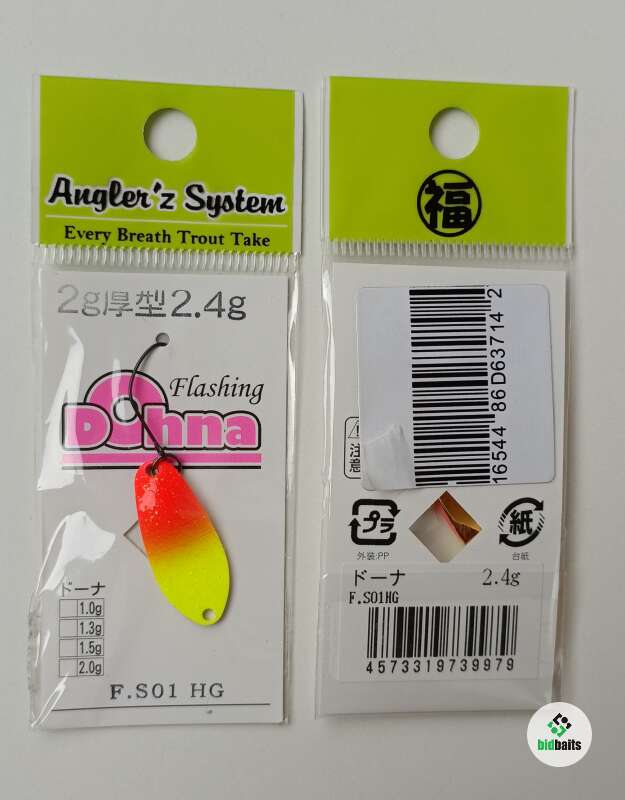 Angler'z System
Every Breath Trout Take
2g厚型2.4g
Flashing
Dohna
ドーナ
1.0g
1.3g
1.5g
2.0g
F.S01 HG
福
16544 86D63714 2
注
意
プラ
外装:PP
紙
台紙
ドーナ 2.4g
F.S01HG
4573319739979
bidbaits